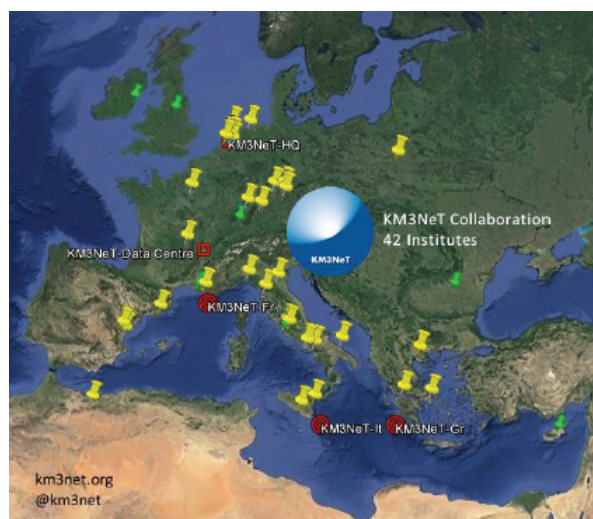 KM3NeT-HQ
KM3NeT Collaboration
42 Institutes
KM3NeT-Data Centre
KM3NeT
KM3NeT-Fr
KM3NeT-It
KM3NeT-Gr
km3net.org
@km3net